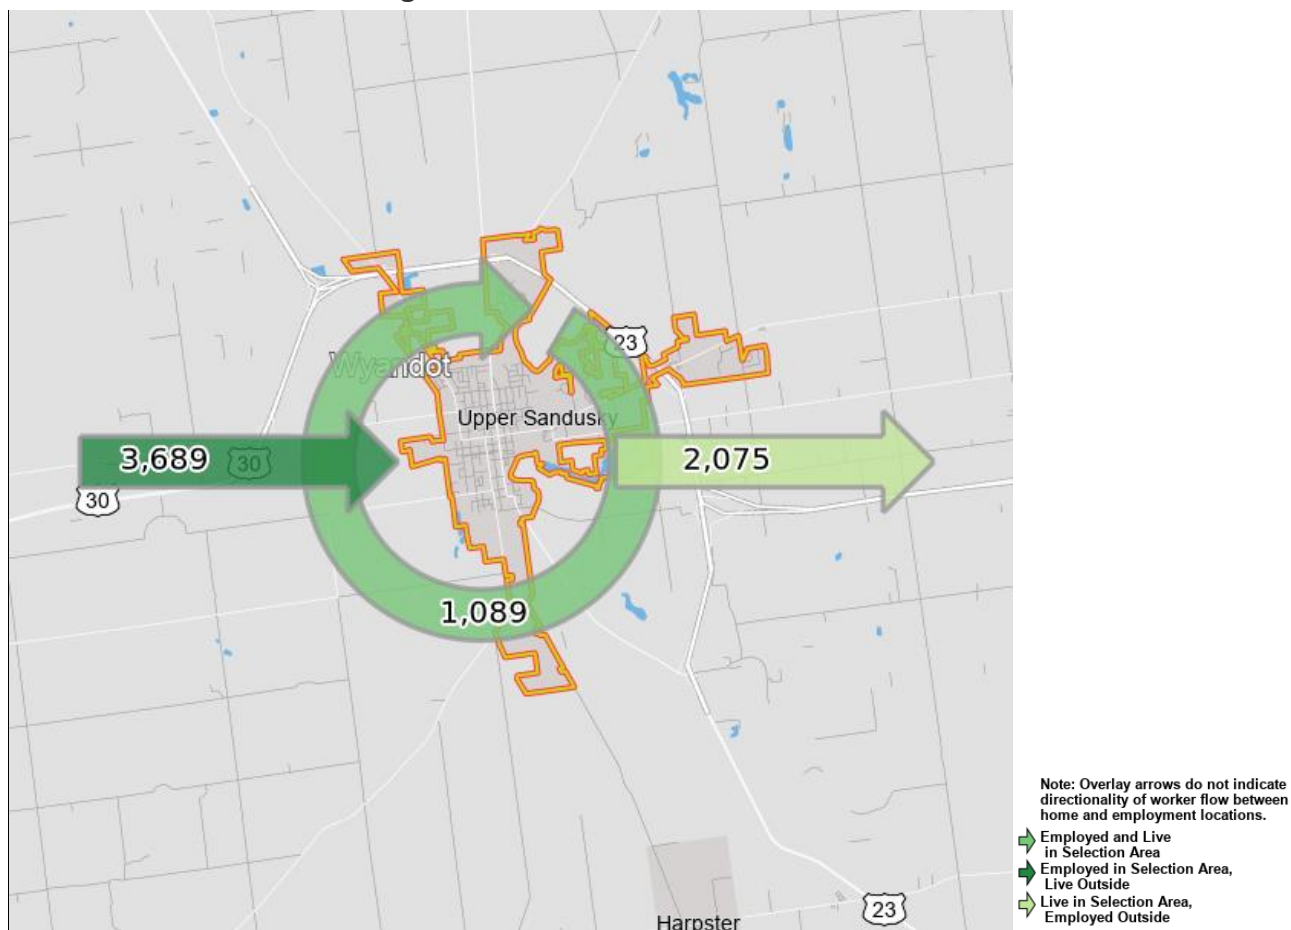 23
Wyandot
Upper Sandusky
3,689
30
2,075
30
1,089
Harpster
23
Note: Overlay arrows do not indicate
directionality of worker flow between
home and employment locations.
Employed and Live
in Selection Area
Employed in Selection Area,
Live Outside
Live in Selection Area,
Employed Outside